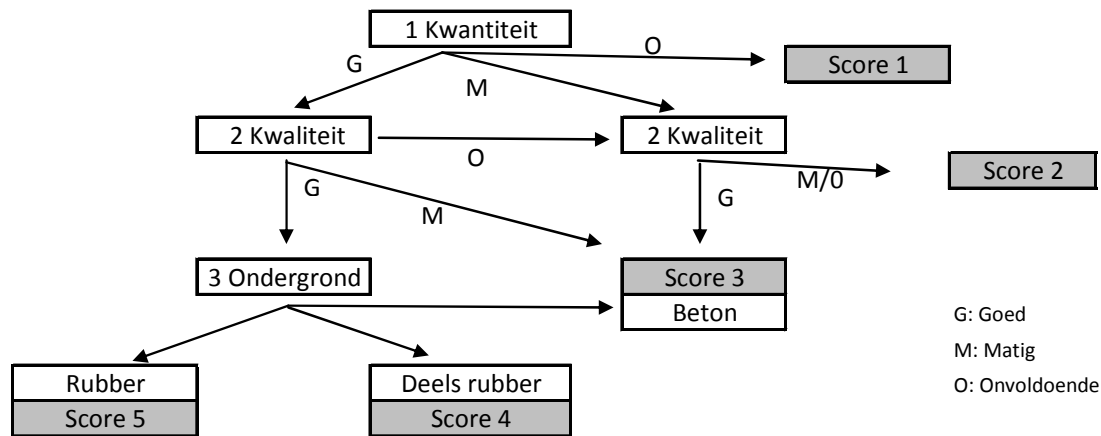 1 Kwantiteit
O
Score 1
G
M
2 Kwaliteit
2 Kwaliteit
O
Score 2
M/0
G
G
M
3 Ondergrond
Score 3
Beton
G: Goed
M: Matig
O: Onvoldoende
Rubber
Score 5
Deels rubber
Score 4